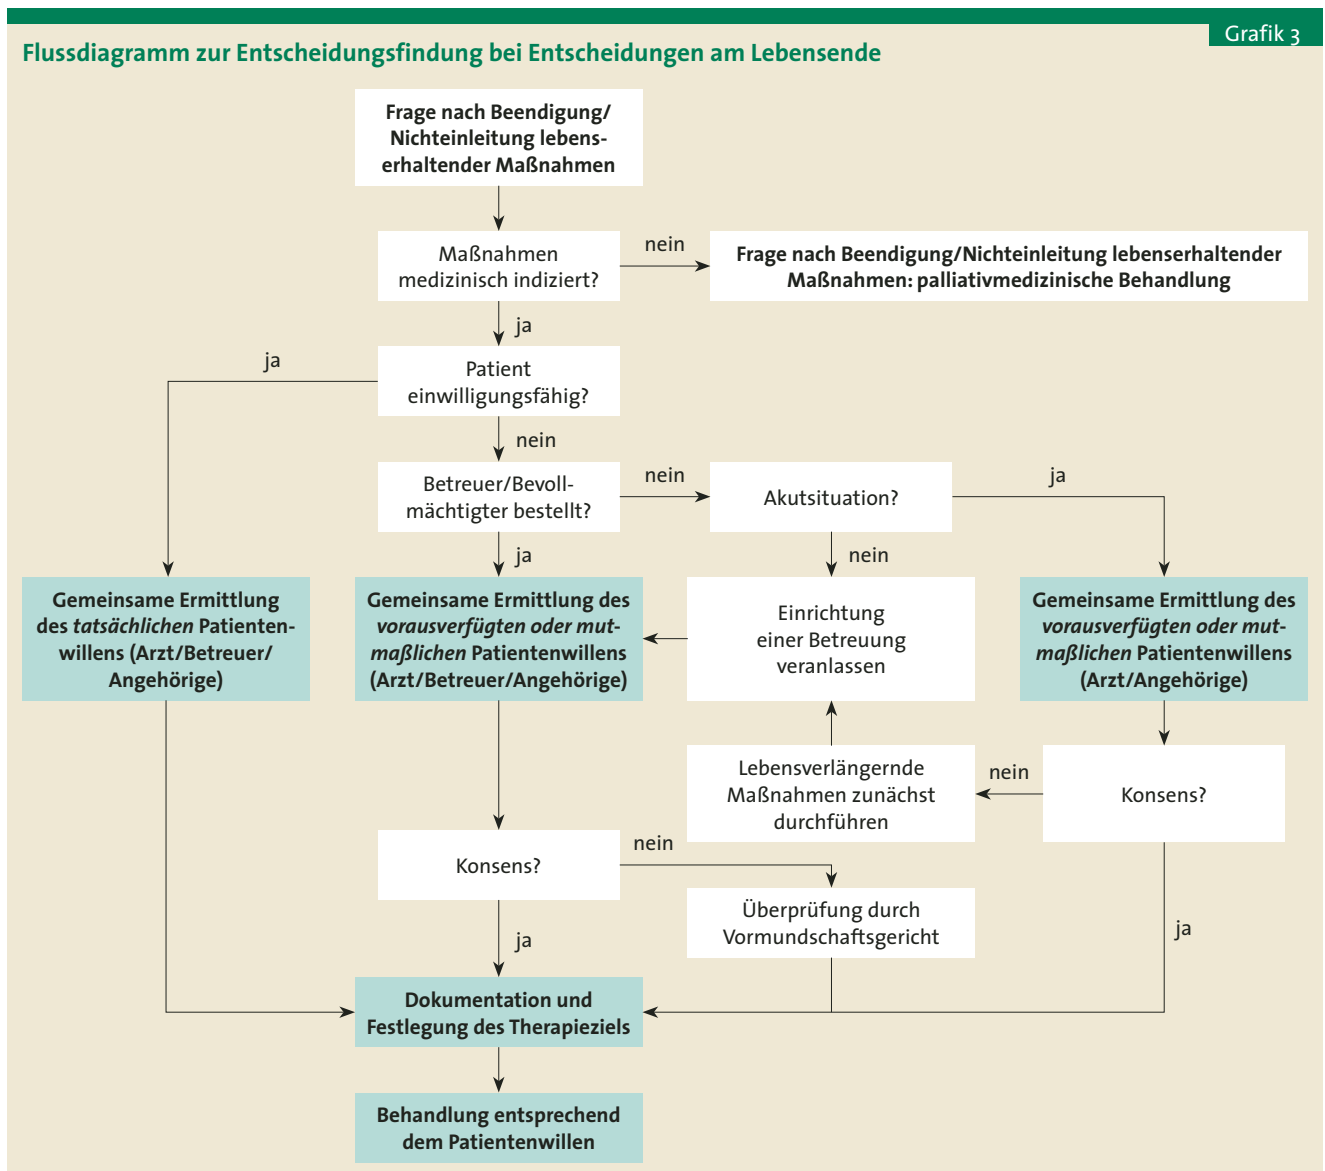 Grafik 3
Flussdiagramm zur Entscheidungsfindung bei Entscheidungen am Lebensende
Frage nach Beendigung/
Nichteinleitung lebens-
erhaltender Maßnahmen
Maßnahmen
medizinisch indiziert?
nein
Frage nach Beendigung/Nichteinleitung lebenserhaltender
Maßnahmen: palliativmedizinische Behandlung
ja
ja
Patient
einwilligungsfähig?
nein
Betreuer/Bevoll-
mächtigter bestellt?
nein
Akutsituation?
ja
ja
nein
Gemeinsame Ermittlung
des tatsächlichen Patienten-
willens (Arzt/Betreuer/
Angehörige)
Gemeinsame Ermittlung des
vorausverfügten oder mut-
maßlichen Patientenwillens
(Arzt/Betreuer/Angehörige)
Einrichtung
einer Betreuung
veranlassen
Gemeinsame Ermittlung des
vorausverfügten oder mut-
maßlichen Patientenwillens
(Arzt/Angehörige)
Lebensverlängernde
Maßnahmen zunächst
durchführen
nein
Konsens?
Konsens?
nein
Überprüfung durch
Vormundschaftsgericht
ja
ja
Dokumentation und
Festlegung des Therapieziels
Behandlung entsprechend
dem Patientenwillen